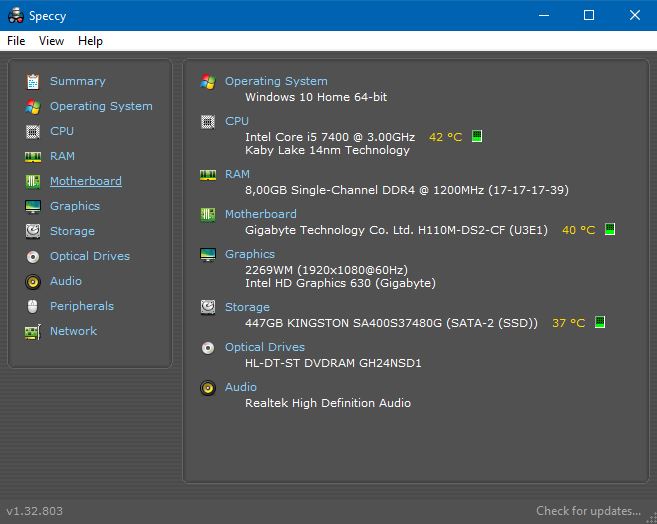 Speccy
File View Help
Summary
Operating System
CPU
RAM
Motherboard
Graphics
Storage
Optical Drives
Audio
Peripherals
Network
Operating System
Windows 10 Home 64-bit
CPU
Intel Core i5 7400 @ 3.00GHz 42 °C
Kaby Lake 14nm Technology
RAM
8,00GB Single-Channel DDR4 @ 1200MHz (17-17-17-39)
Motherboard
Gigabyte Technology Co. Ltd. H110M-DS2-CF (U3E1) 40 °C
Graphics
2269WM (1920x1080@60Hz)
Intel HD Graphics 630 (Gigabyte)
Storage
447GB KINGSTON SA400S37480G (SATA-2 (SSD)) 37 °C
Optical Drives
HL-DT-ST DVDRAM GH24NSD1
Audio
Realtek High Definition Audio
v1.32.803
Check for updates...